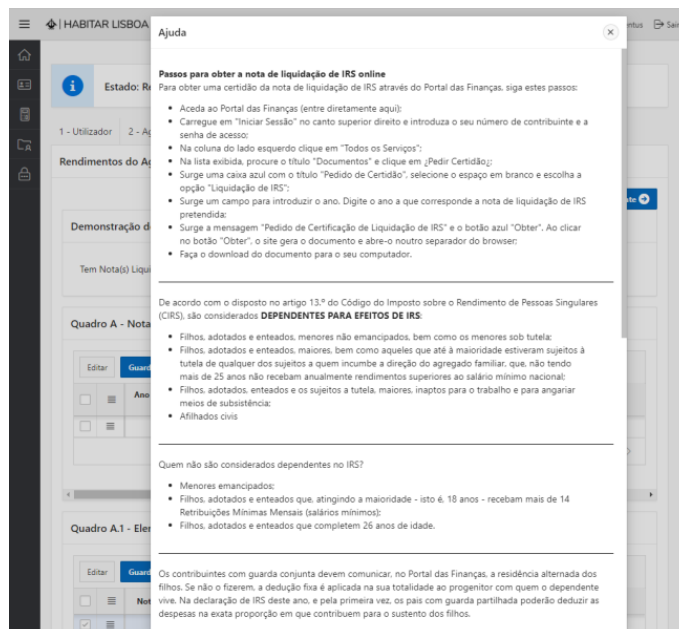 HABITAR LISBOA
entus
Sair
Ajuda
Estado: Re
1 - Utilizador 2 - Ag
Rendimentos do Ag
te
Demonstração d
Tem Nota(s) Liqui
Quadro A - Nota
Editar Guard
Ano
Quadro A.1 - Eler
Editar Guard
Not
Passos para obter a nota de liquidação de IRS online
Para obter uma certidão da nota de liquidação de IRS através do Portal das Finanças, siga estes passos:
• Aceda ao Portal das Finanças (entre diretamente aqui);
• Carregue em "Iniciar Sessão" no canto superior direito e introduza o seu número de contribuinte e a
senha de acesso;
• Na coluna do lado esquerdo clique em "Todos os Serviços";
• Na lista exibida, procure o título "Documentos" e clique em ¿Pedir Certidão¿;
• Surge uma caixa azul com o título "Pedido de Certidão", selecione o espaço em branco e escolha a
opção "Liquidação de IRS";
• Surge um campo para introduzir o ano. Digite o ano a que corresponde a nota de liquidação de IRS
pretendida;
• Surge a mensagem "Pedido de Certificação de Liquidação de IRS" e o botão azul "Obter". Ao clicar
no botão "Obter", o site gera o documento e abre-o noutro separador do browser;
• Faça o download do documento para o seu computador.
De acordo com o disposto no artigo 13.º do Código do Imposto sobre o Rendimento de Pessoas Singulares
(CIRS), são considerados DEPENDENTES PARA EFEITOS DE IRS:
• Filhos, adotados e enteados, menores não emancipados, bem como os menores sob tutela;
• Filhos, adotados e enteados, maiores, bem como aqueles que até à maioridade estiveram sujeitos à
tutela de qualquer dos sujeitos a quem incumbe a direção do agregado familiar, que, não tendo
mais de 25 anos não recebam anualmente rendimentos superiores ao salário mínimo nacional;
• Filhos, adotados, enteados e os sujeitos a tutela, maiores, inaptos para o trabalho e para angariar
meios de subsistência;
• Afilhados civis
Quem não são considerados dependentes no IRS?
• Menores emancipados;
• Filhos, adotados e enteados que, atingindo a maioridade - isto é, 18 anos - recebam mais de 14
Retribuições Mínimas Mensais (salários mínimos);
• Filhos, adotados e enteados que completem 26 anos de idade.
Os contribuintes com guarda conjunta devem comunicar, no Portal das Finanças, a residência alternada dos
filhos. Se não o fizerem, a dedução fixa é aplicada na sua totalidade ao progenitor com quem o dependente
vive. Na declaração de IRS deste ano, e pela primeira vez, os pais com guarda partilhada poderão deduzir as
despesas na exata proporção em que contribuem para o sustento dos filhos.